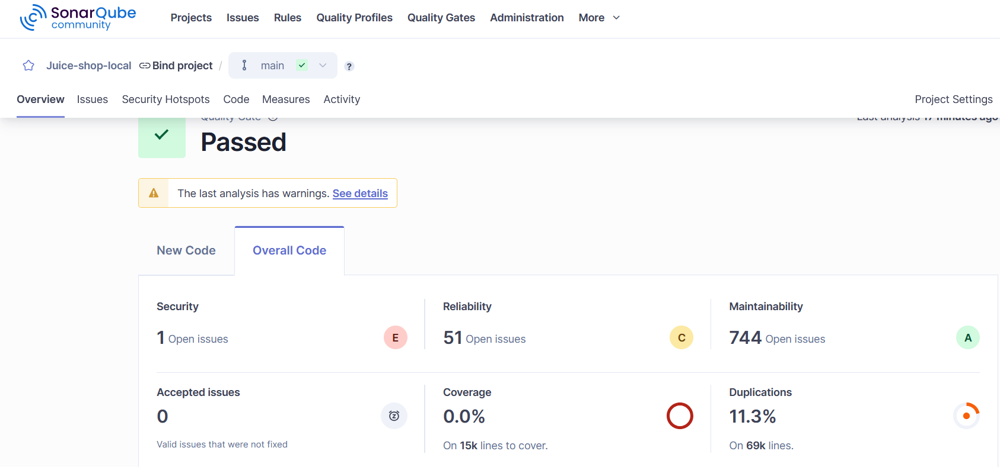 SonarQube community
Projects Issues Rules Quality Profiles Quality Gates Administration More
Juice-shop-local Bind project / main ?
Overview Issues Security Hotspots Code Measures Activity Project Settings
Quality Gate Last analysis 17 minutes ago
Passed
The last analysis has warnings. See details
New Code Overall Code
Security Reliability Maintainability
1 Open issues E 51 Open issues C 744 Open issues A
Accepted issues Coverage Duplications
0 0.0% 11.3%
Valid issues that were not fixed On 15k lines to cover. On 69k lines.